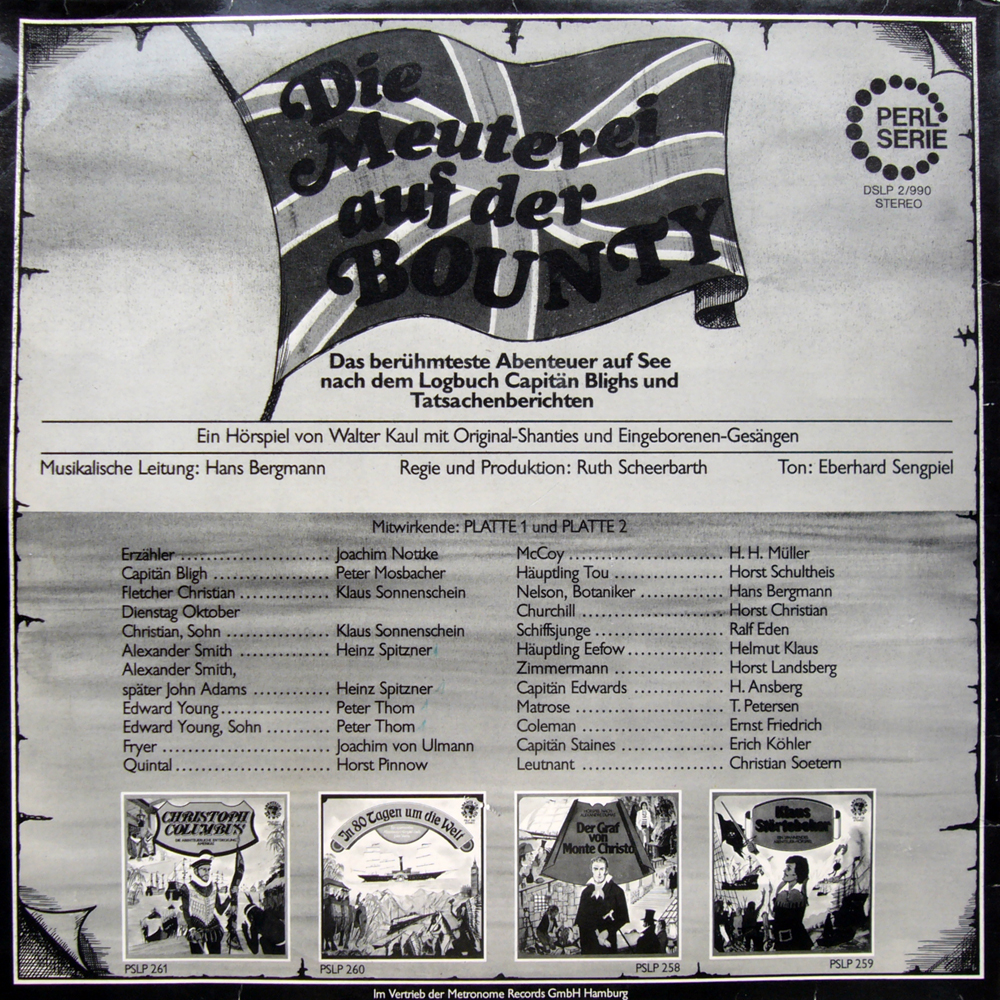 Die
Meuterei
auf der
BOUNTY
PERL
SERIE
DSLP 2/990
STEREO
Das berühmteste Abenteuer auf See
nach dem Logbuch Capitän Blighs und
Tatsachenberichten
Ein Hörspiel von Walter Kaul mit Original-Shanties und Eingeborenen-Gesängen
Musikalische Leitung: Hans Bergmann Regie und Produktion: Ruth Scheerbarth Ton: Eberhard Sengpiel
Mitwirkende: PLATTE 1 und PLATTE 2
Erzähler .......................... Joachim Nottke
Capitän Bligh .................... Peter Mosbacher
Fletcher Christian ................ Klaus Sonnenschein
Dienstag Oktober
Christian, Sohn .................. Klaus Sonnenschein
Alexander Smith ................ Heinz Spitzner
Alexander Smith,
später John Adams ............. Heinz Spitzner
Edward Young................... Peter Thom
Edward Young, Sohn ........... Peter Thom
Fryer ............................. Joachim von Ulmann
Quintal........................... Horst Pinnow
McCoy .......................... H. H. Müller
Häuptling Tou ................... Horst Schultheis
Nelson, Botaniker .............. Hans Bergmann
Churchill ......................... Horst Christian
Schiffsjunge ...................... Ralf Eden
Häuptling Eefow................. Helmut Klaus
Zimmermann .................... Horst Landsberg
Capitän Edwards ................ H. Ansberg
Matrose .......................... T. Petersen
Coleman ......................... Ernst Friedrich
Capitän Staines .................. Erich Köhler
Leutnant ......................... Christian Soetern
CHRISTOPH
COLUMBUS
In 80 Tagen um die Welt
Der Graf
von
Monte Christo
Klaus
Störtebeker
PSLP 261
PSLP 260
PSLP 258
PSLP 259
Im Vertrieb der Metronome Records GmbH Hamburg